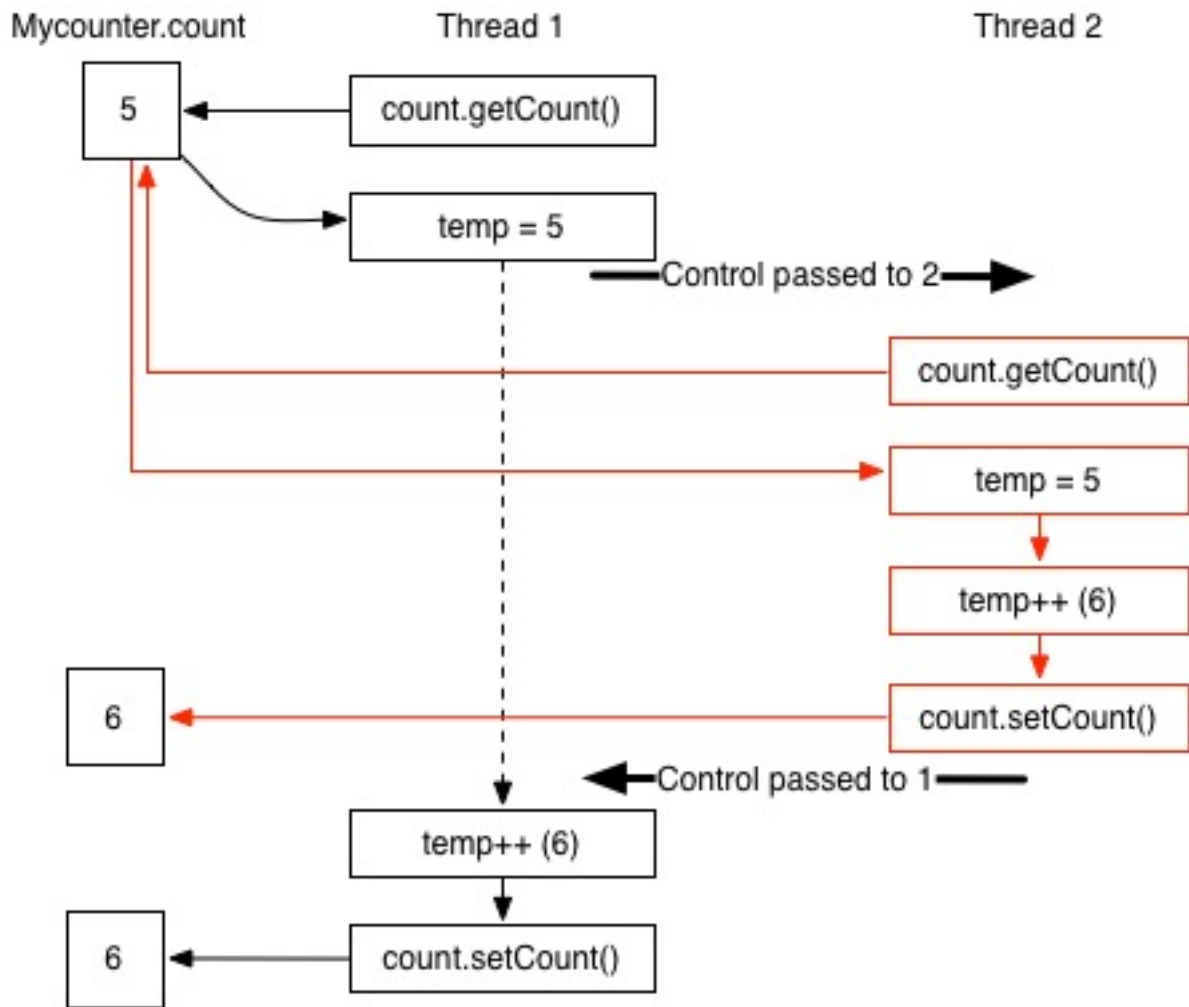 Mycounter.count Thread 1 Thread 2
5 count.getCount()
temp = 5
Control passed to 2
count.getCount()
temp = 5
temp++ (6)
6 count.setCount()
Control passed to 1
temp++ (6)
6 count.setCount()